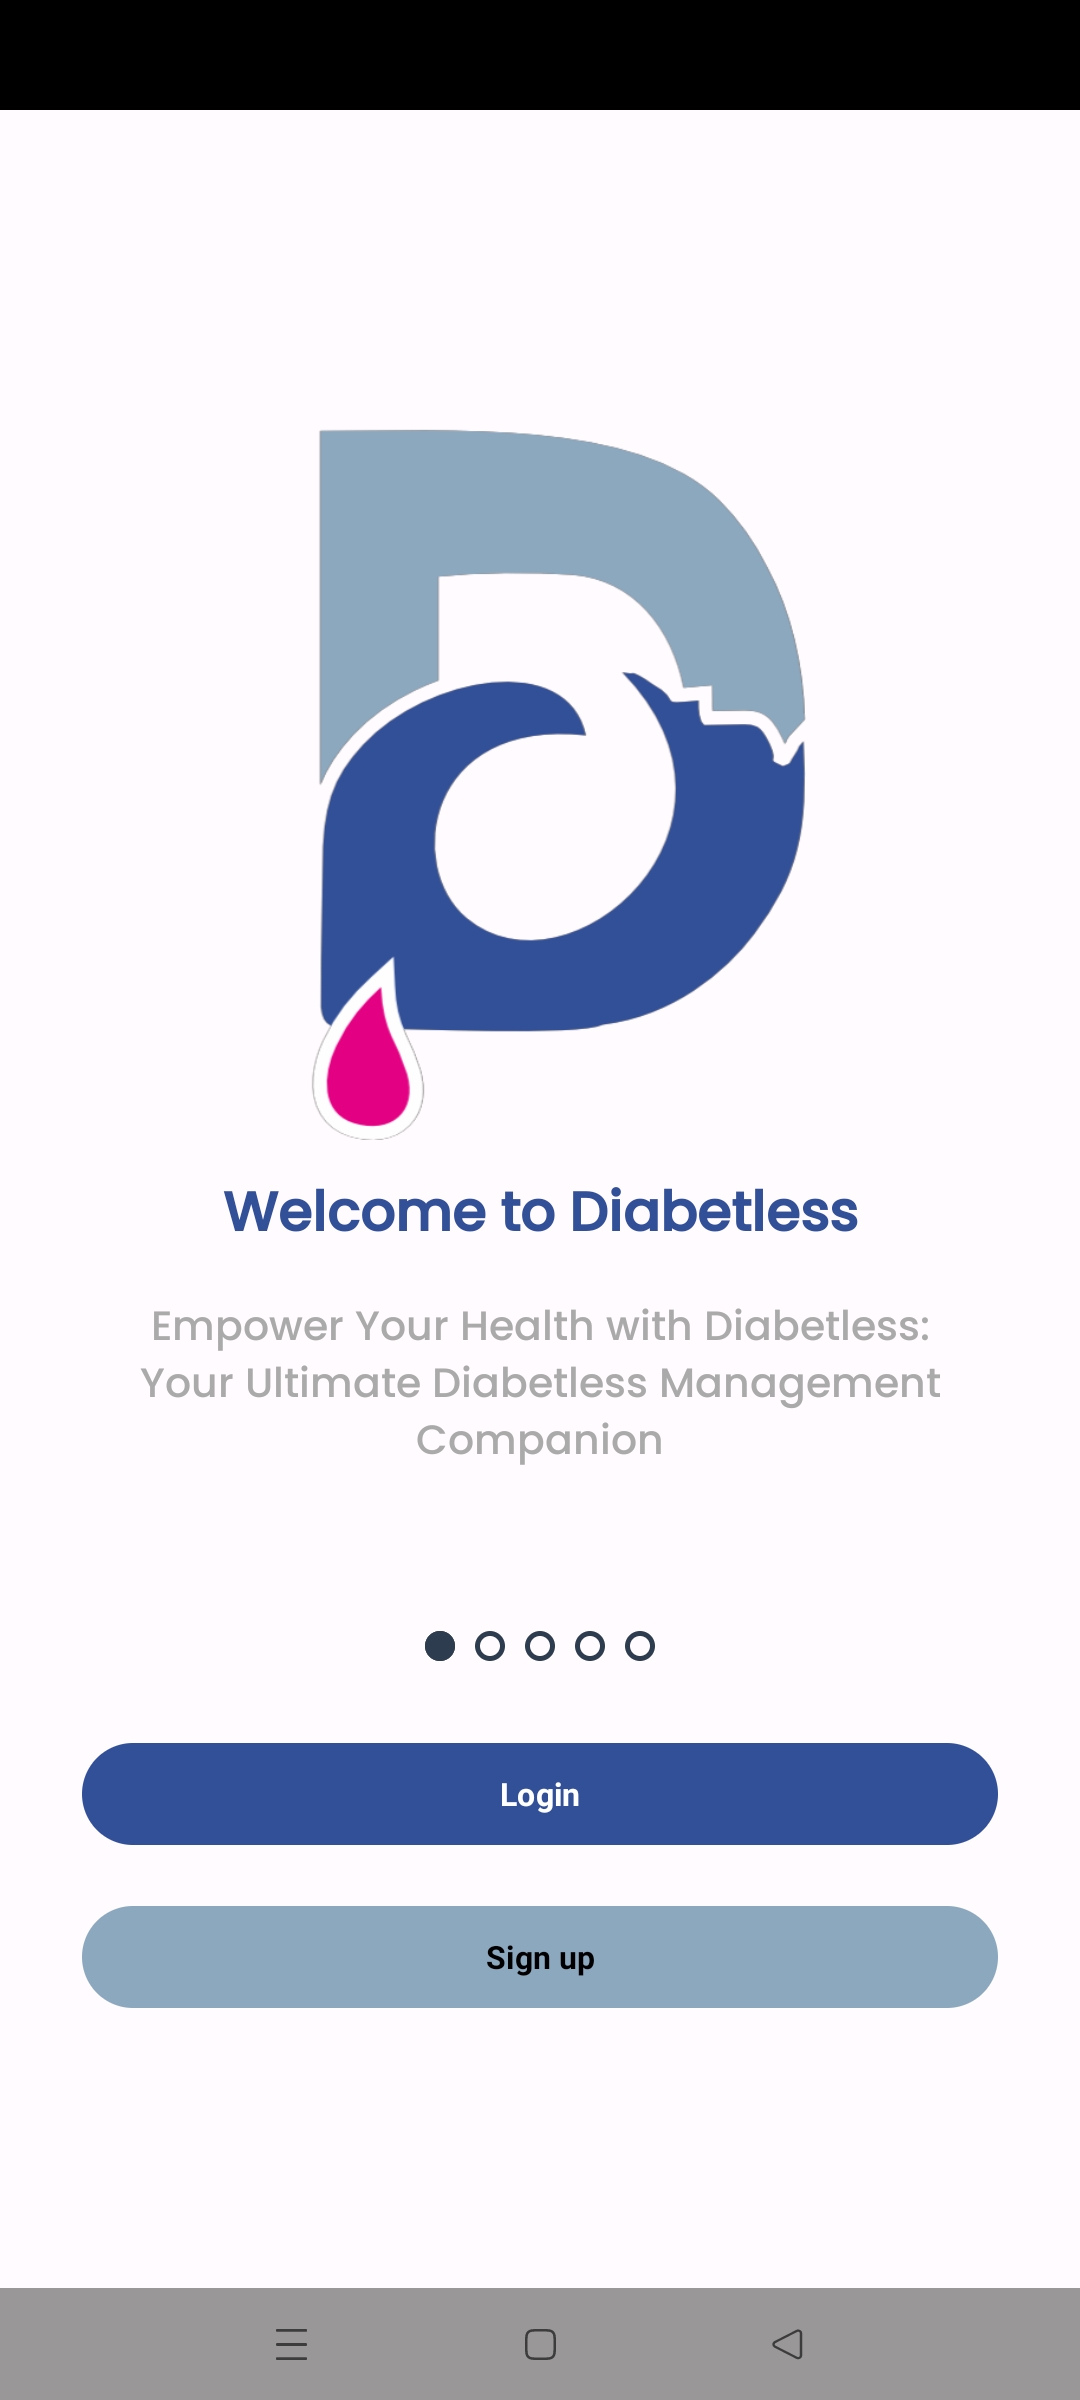 Welcome to Diabetless
Empower Your Health with Diabetless:
Your Ultimate Diabetless Management
Companion
Login
Sign up